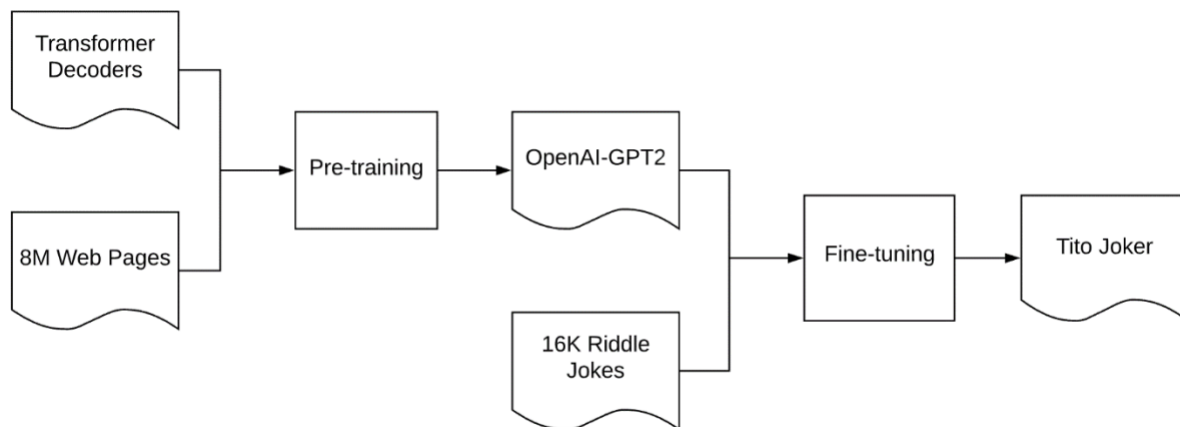 Transformer
Decoders
8M Web Pages
Pre-training
OpenAI-GPT2
16K Riddle
Jokes
Fine-tuning
Tito Joker